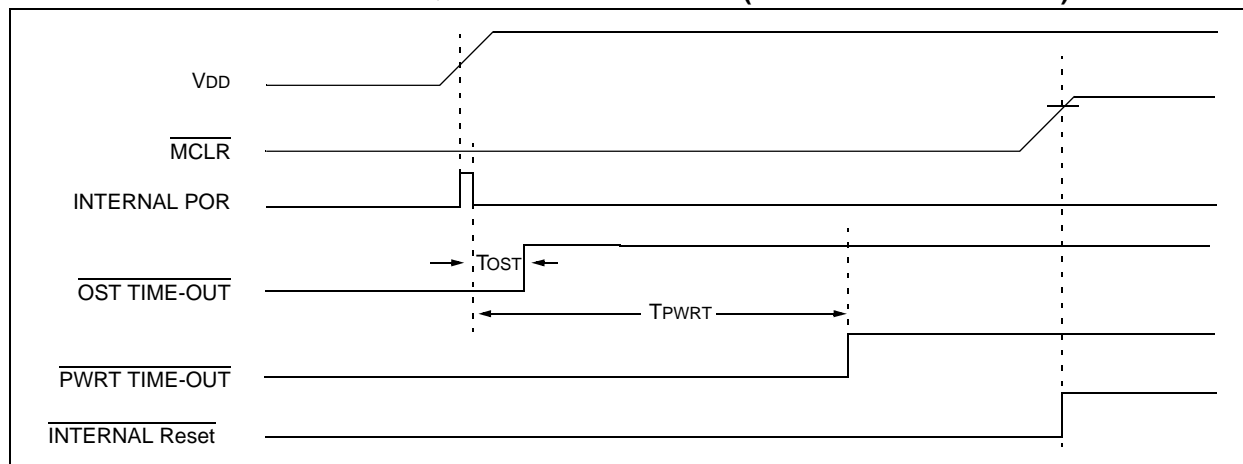 VDD
MCLR
INTERNAL POR
TOST
OST TIME-OUT
TPWRT
PWRT TIME-OUT
INTERNAL Reset